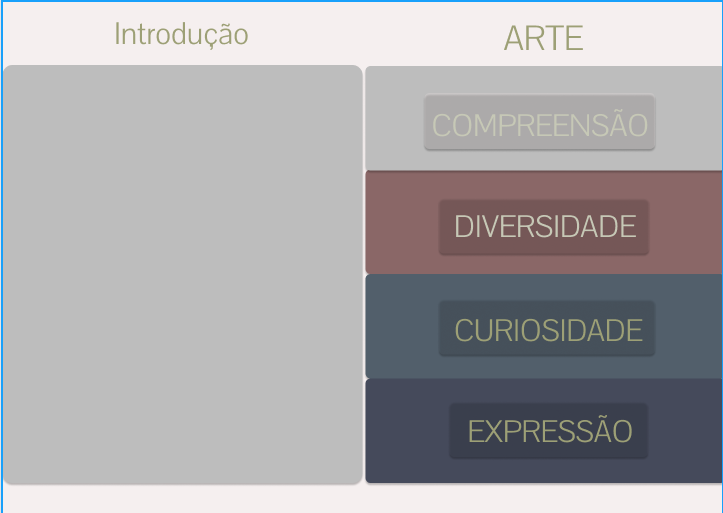 Introdução
ARTE
COMPREENSÃO
DIVERSIDADE
CURIOSIDADE
EXPRESSÃO